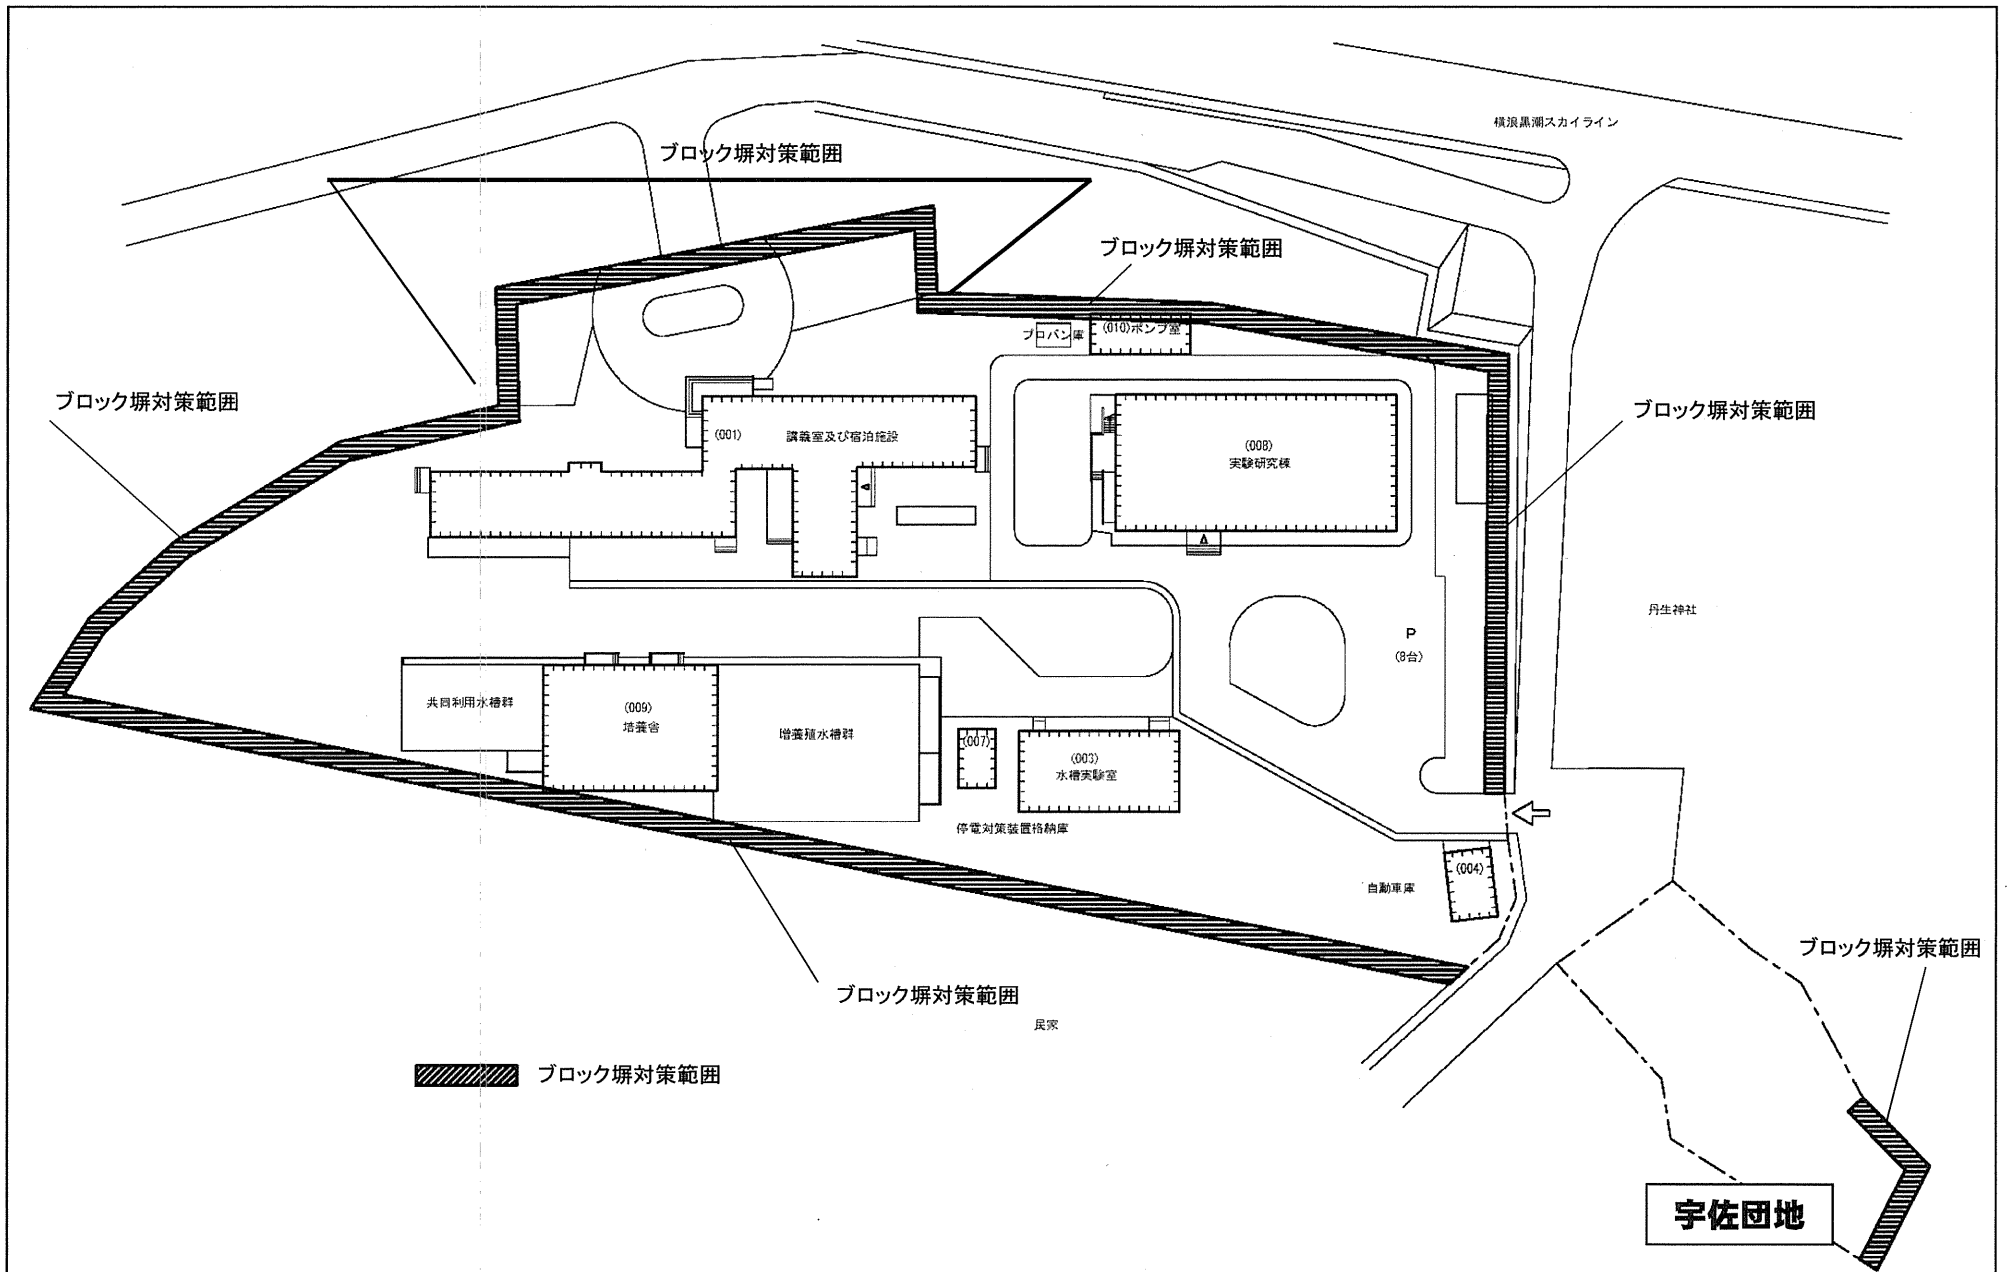 横浪黒潮スカイライン
ブロック塀対策範囲
ブロック塀対策範囲
プロパン庫
(010)ポンプ室
ブロック塀対策範囲
ブロック塀対策範囲
(001)
講義室及び宿泊施設
(008)
実験研究棟
丹生神社
P
(8台)
共同利用水槽群
(009)
培養舎
増養殖水槽群
(007)
(003)
水槽実験室
停電対策装置格納庫
(004)
自動車庫
ブロック塀対策範囲
ブロック塀対策範囲
民家
ブロック塀対策範囲
宇佐団地